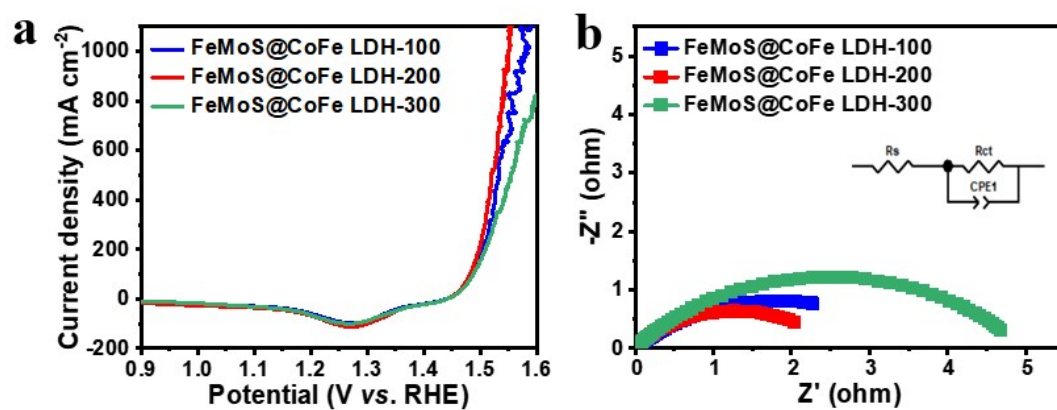 a
FeMoS@CoFe LDH-100
FeMoS@CoFe LDH-200
FeMoS@CoFe LDH-300
Current density (mA cm⁻²)
1000
800
600
400
200
0
-200
0.9 1.0 1.1 1.2 1.3 1.4 1.5 1.6
Potential (V vs. RHE)
b
FeMoS@CoFe LDH-100
FeMoS@CoFe LDH-200
FeMoS@CoFe LDH-300
Rs
Rct
CPE1
-Z" (ohm)
-5
4
3
2
1
0
0 1 2 3 4 5
Z' (ohm)